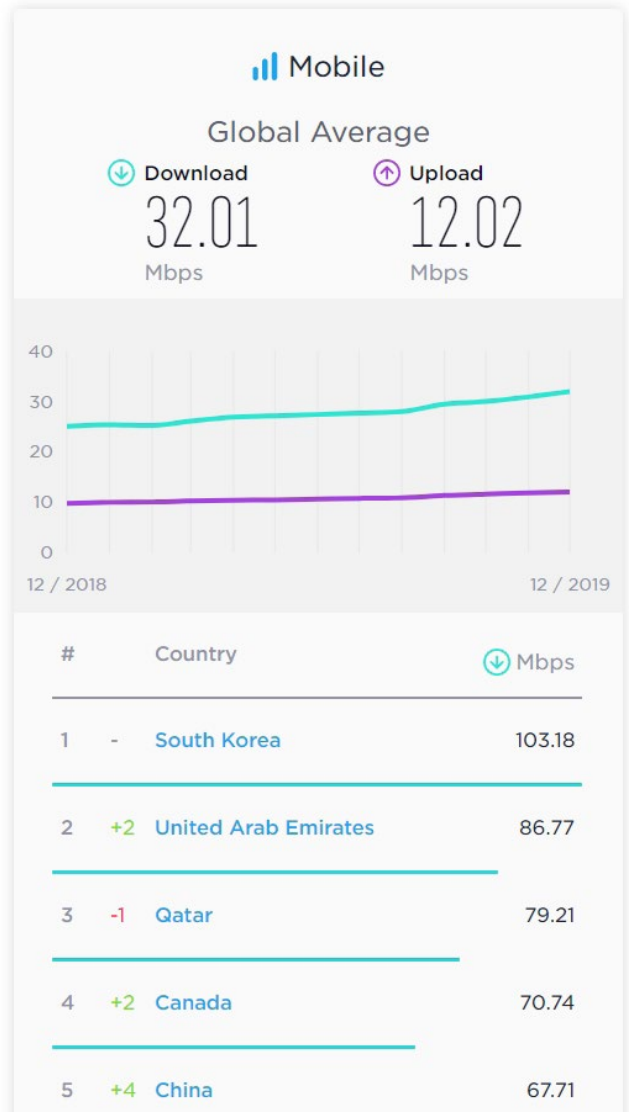 Mobile
Global Average
Download Upload
32.01 12.02
Mbps Mbps
40
30
20
10
0
12 / 2018 12 / 2019
# Country Mbps
1 - South Korea 103.18
2 +2 United Arab Emirates 86.77
3 -1 Qatar 79.21
4 +2 Canada 70.74
5 +4 China 67.71